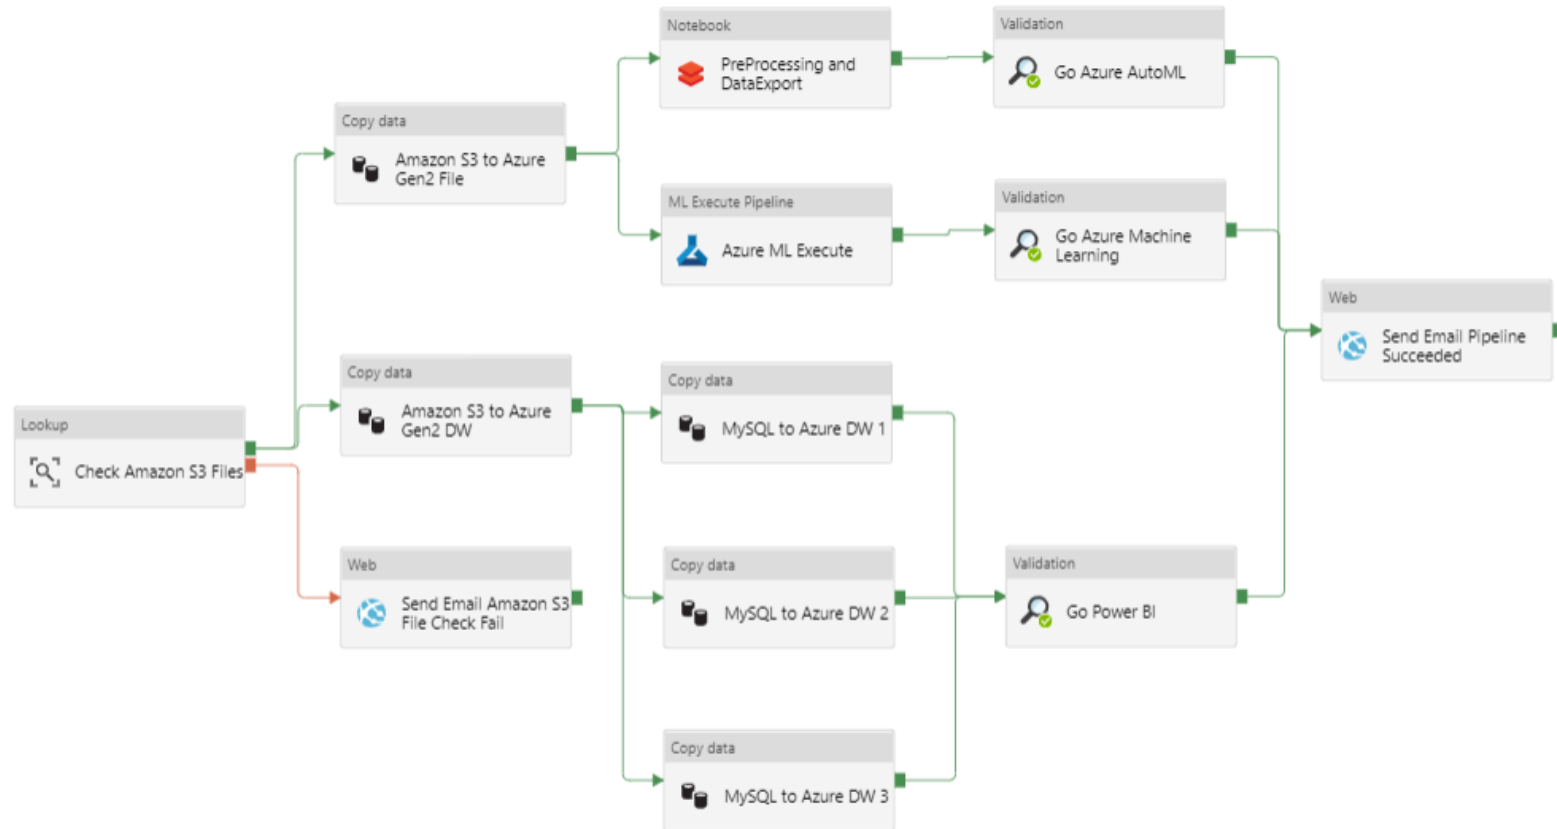 Notebook
PreProcessing and
DataExport
Validation
Go Azure AutoML
Copy data
Amazon S3 to Azure
Gen2 File
ML Execute Pipeline
Azure ML Execute
Validation
Go Azure Machine
Learning
Web
Send Email Pipeline
Succeeded
Copy data
Amazon S3 to Azure
Gen2 DW
Copy data
MySQL to Azure DW 1
Lookup
Check Amazon S3 Files
Web
Send Email Amazon S3
File Check Fail
Copy data
MySQL to Azure DW 2
Validation
Go Power BI
Copy data
MySQL to Azure DW 3